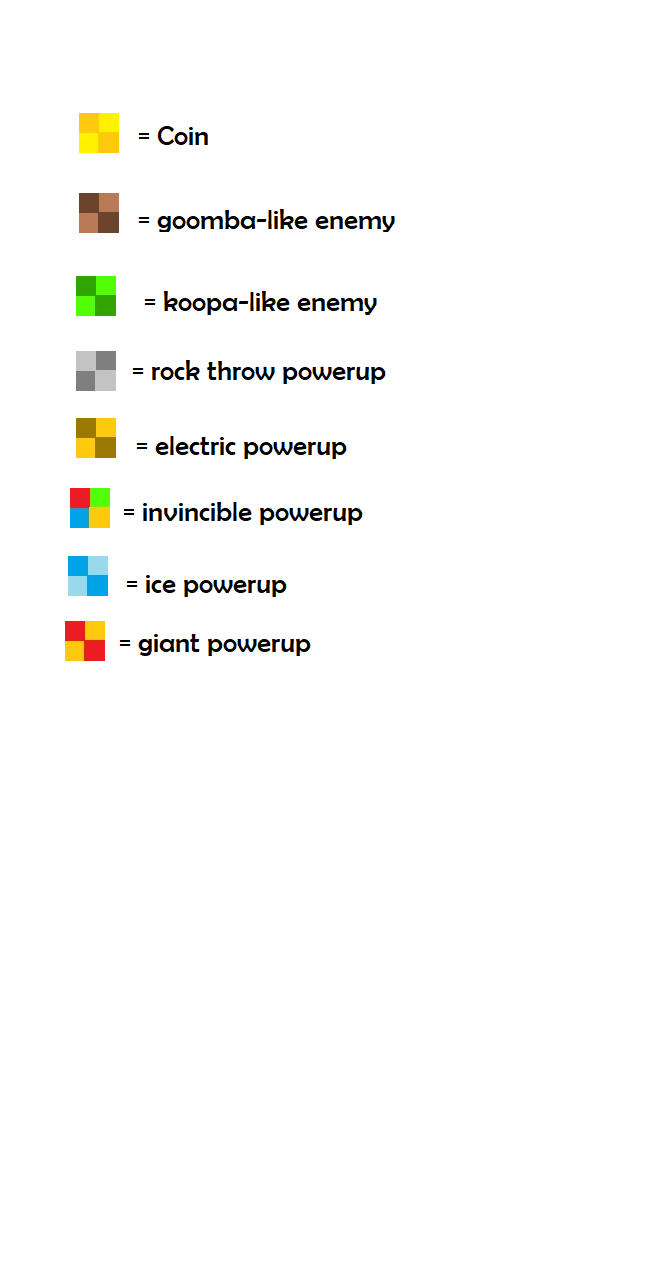 = Coin
= goomba-like enemy
= koopa-like enemy
= rock throw powerup
= electric powerup
= invincible powerup
= ice powerup
= giant powerup